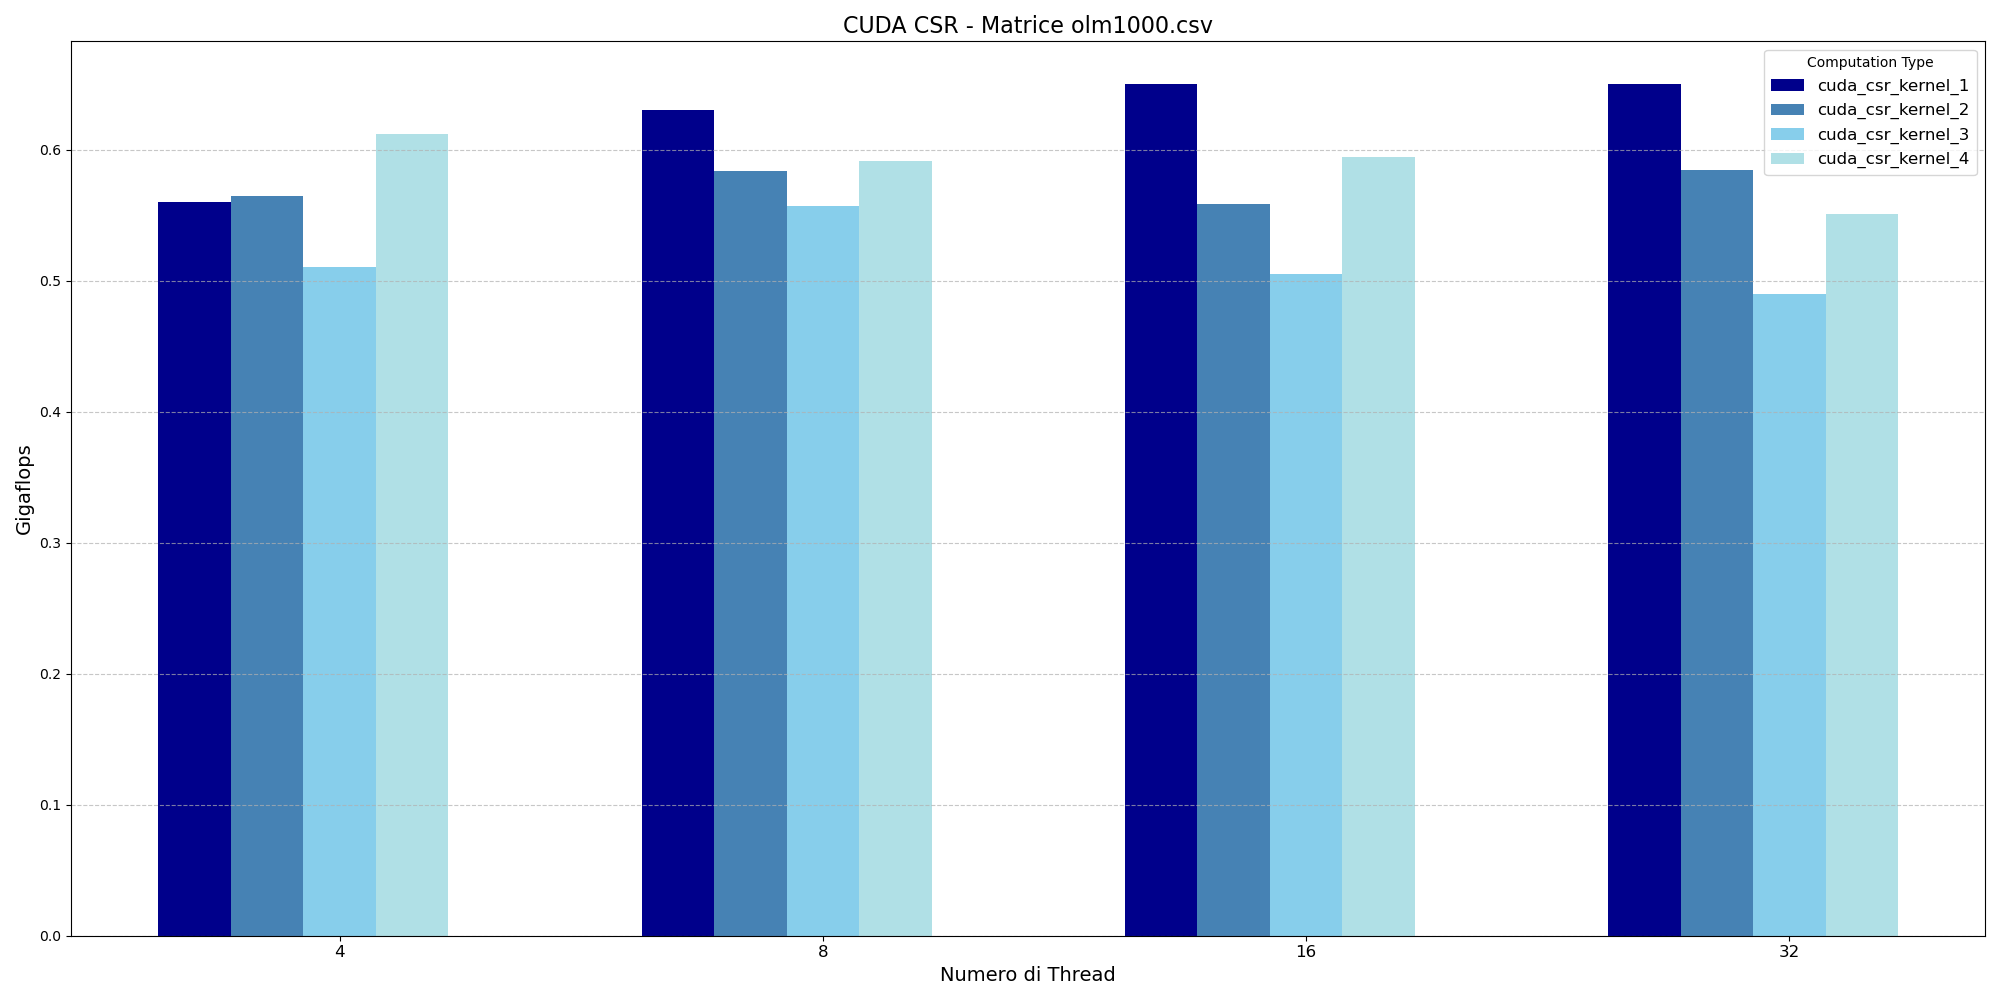 CUDA CSR - Matrice olm1000.csv
Computation Type
cuda_csr_kernel_1
cuda_csr_kernel_2
cuda_csr_kernel_3
cuda_csr_kernel_4
Gigaflops
0.6
0.5
0.4
0.3
0.2
0.1
0.0
4 8 16 32
Numero di Thread